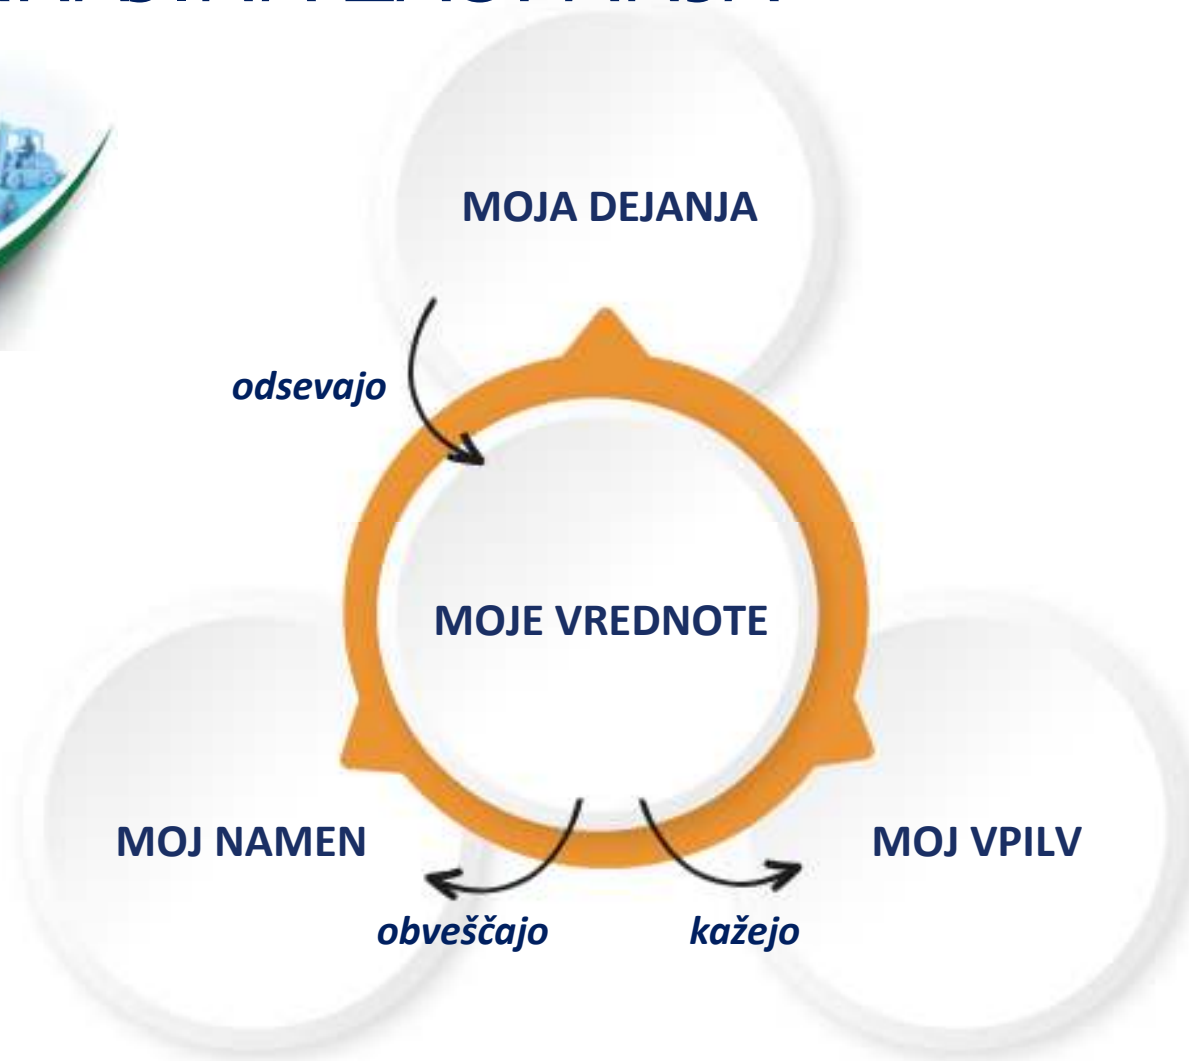 MOJA DEJANJA
odsevajo
MOJE VREDNOTE
MOJ NAMEN
MOJ VPILV
obveščajo
kažejo